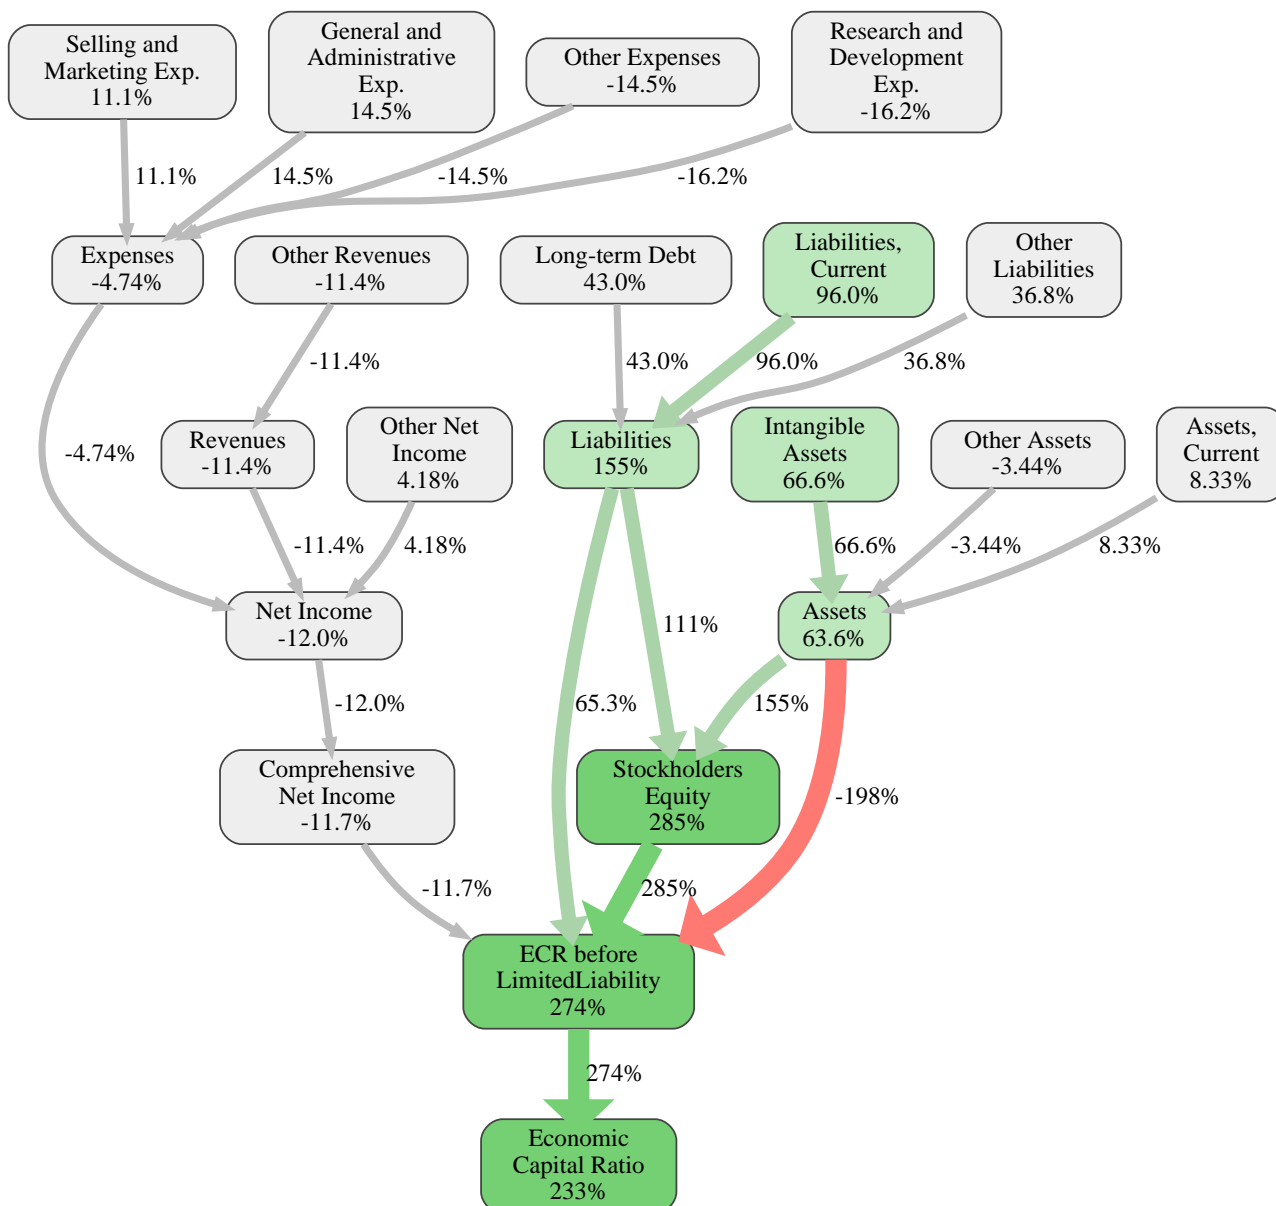 Selling and
Marketing Exp.
11.1%
General and
Administrative
Exp.
14.5%
Other Expenses
-14.5%
Research and
Development
Exp.
-16.2%
11.1%
14.5%
-14.5%
-16.2%
Expenses
-4.74%
Other Revenues
-11.4%
Long-term Debt
43.0%
Liabilities,
Current
96.0%
Other
Liabilities
36.8%
-11.4%
43.0%
96.0%
36.8%
-4.74%
Revenues
-11.4%
Other Net
Income
4.18%
Liabilities
155%
Intangible
Assets
66.6%
Other Assets
-3.44%
Assets,
Current
8.33%
-11.4%
4.18%
66.6%
-3.44%
8.33%
Net Income
-12.0%
111%
Assets
63.6%
-12.0%
65.3%
155%
Comprehensive
Net Income
-11.7%
Stockholders
Equity
285%
-198%
-11.7%
285%
ECR before
LimitedLiability
274%
274%
Economic
Capital Ratio
233%